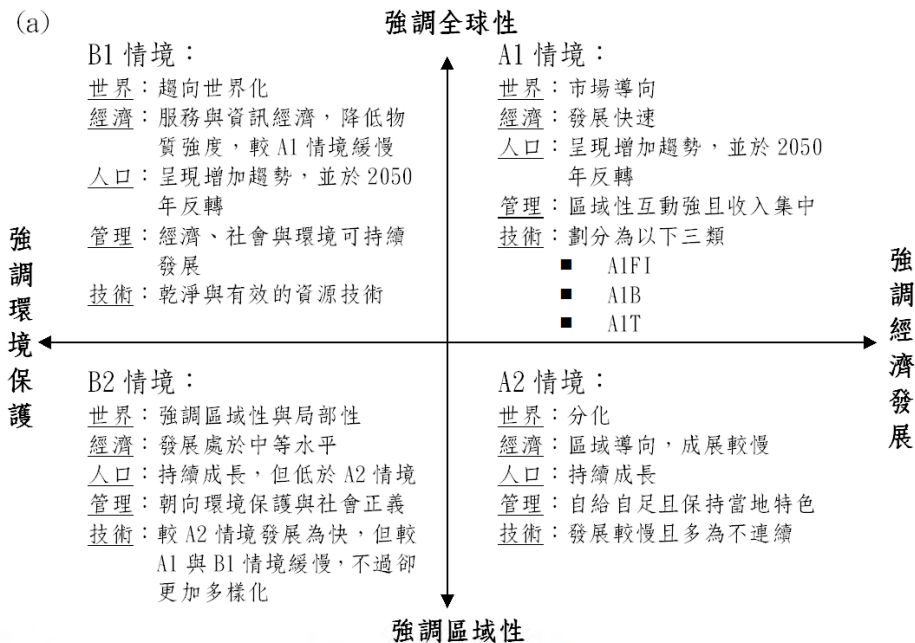 (a)
強調全球性
B1 情境：
世界：趨向世界化
經濟：服務與資訊經濟，降低物
質強度，較 A1 情境緩慢
人口：呈現增加趨勢，並於 2050
年反轉
管理：經濟、社會與環境可持續
發展
技術：乾淨與有效的資源技術
A1 情境：
世界：市場導向
經濟：發展快速
人口：呈現增加趨勢，並於 2050
年反轉
管理：區域性互動強且收入集中
技術：劃分為以下三類
■ A1FI
■ A1B
■ A1T
強調環境保護
強調經濟發展
B2 情境：
世界：強調區域性與局部性
經濟：發展處於中等水平
人口：持續成長，但低於 A2 情境
管理：朝向環境保護與社會正義
技術：較 A2 情境發展為快，但較
A1 與 B1 情境緩慢，不過卻
更加多樣化
A2 情境：
世界：分化
經濟：區域導向，成展較慢
人口：持續成長
管理：自給自足且保持當地特色
技術：發展較慢且多為不連續
強調區域性